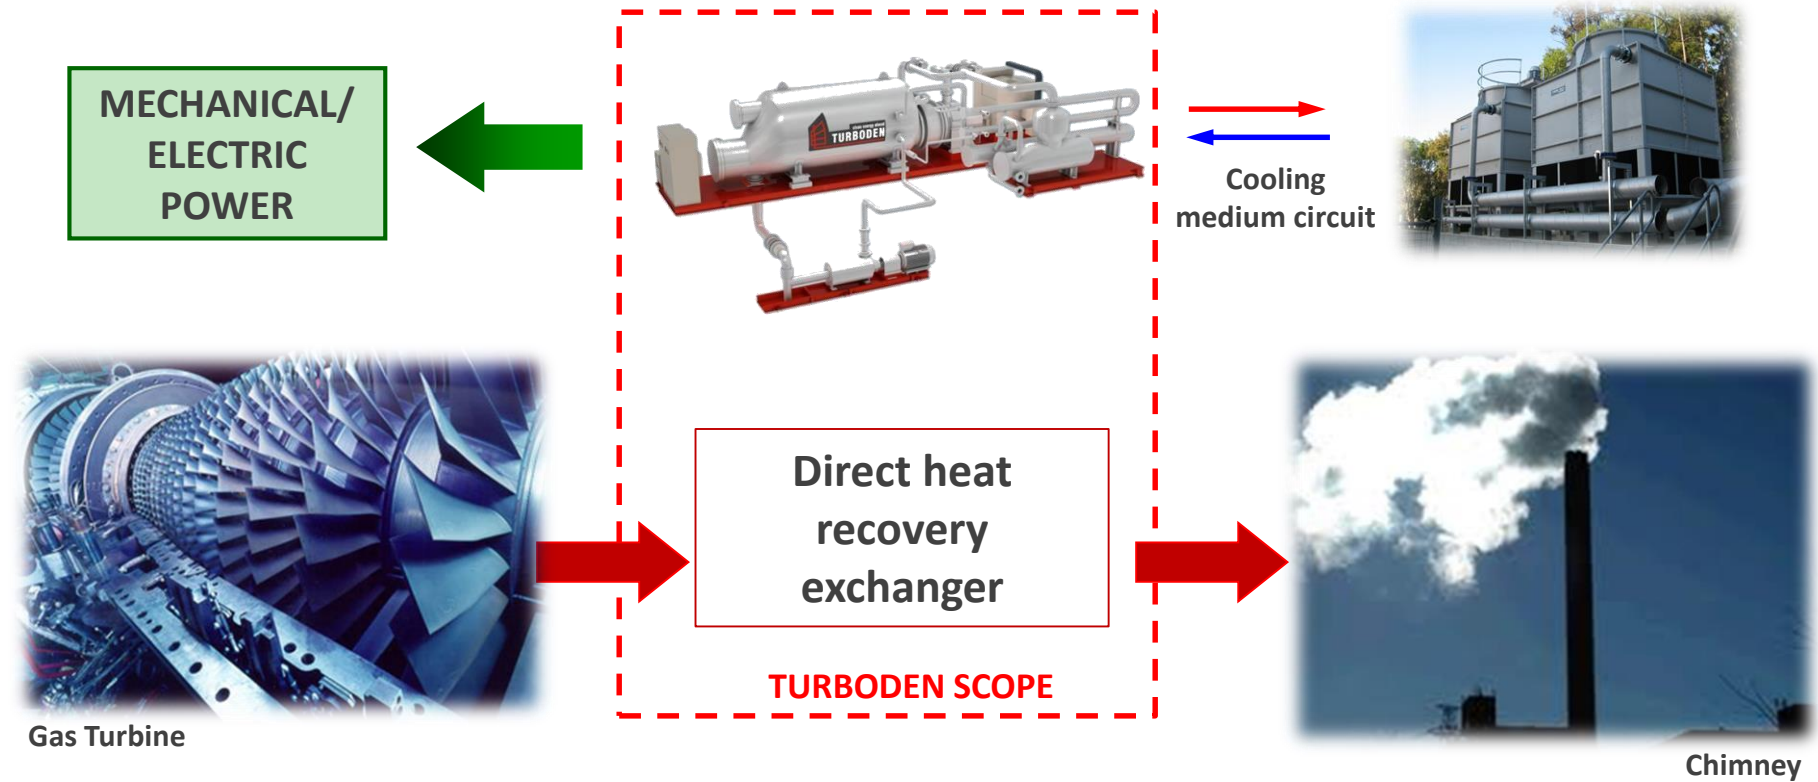 MECHANICAL/
ELECTRIC
POWER
TURBODEN
Cooling
medium circuit
Direct heat
recovery
exchanger
TURBODEN SCOPE
Gas Turbine
Chimney